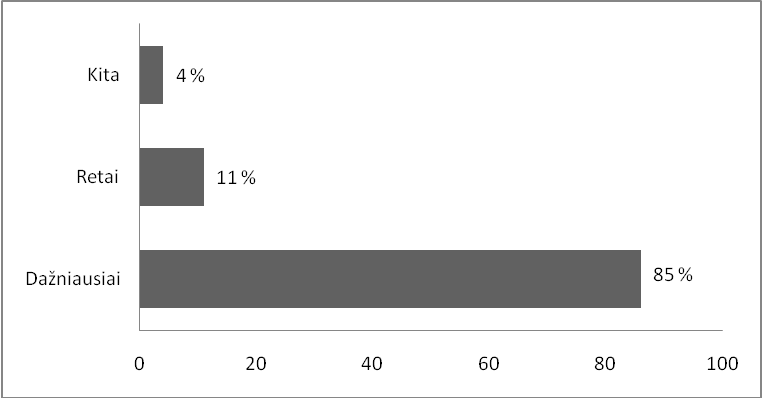 Kita 4 %
Retai 11 %
Dažniausiai 85 %
0 20 40 60 80 100